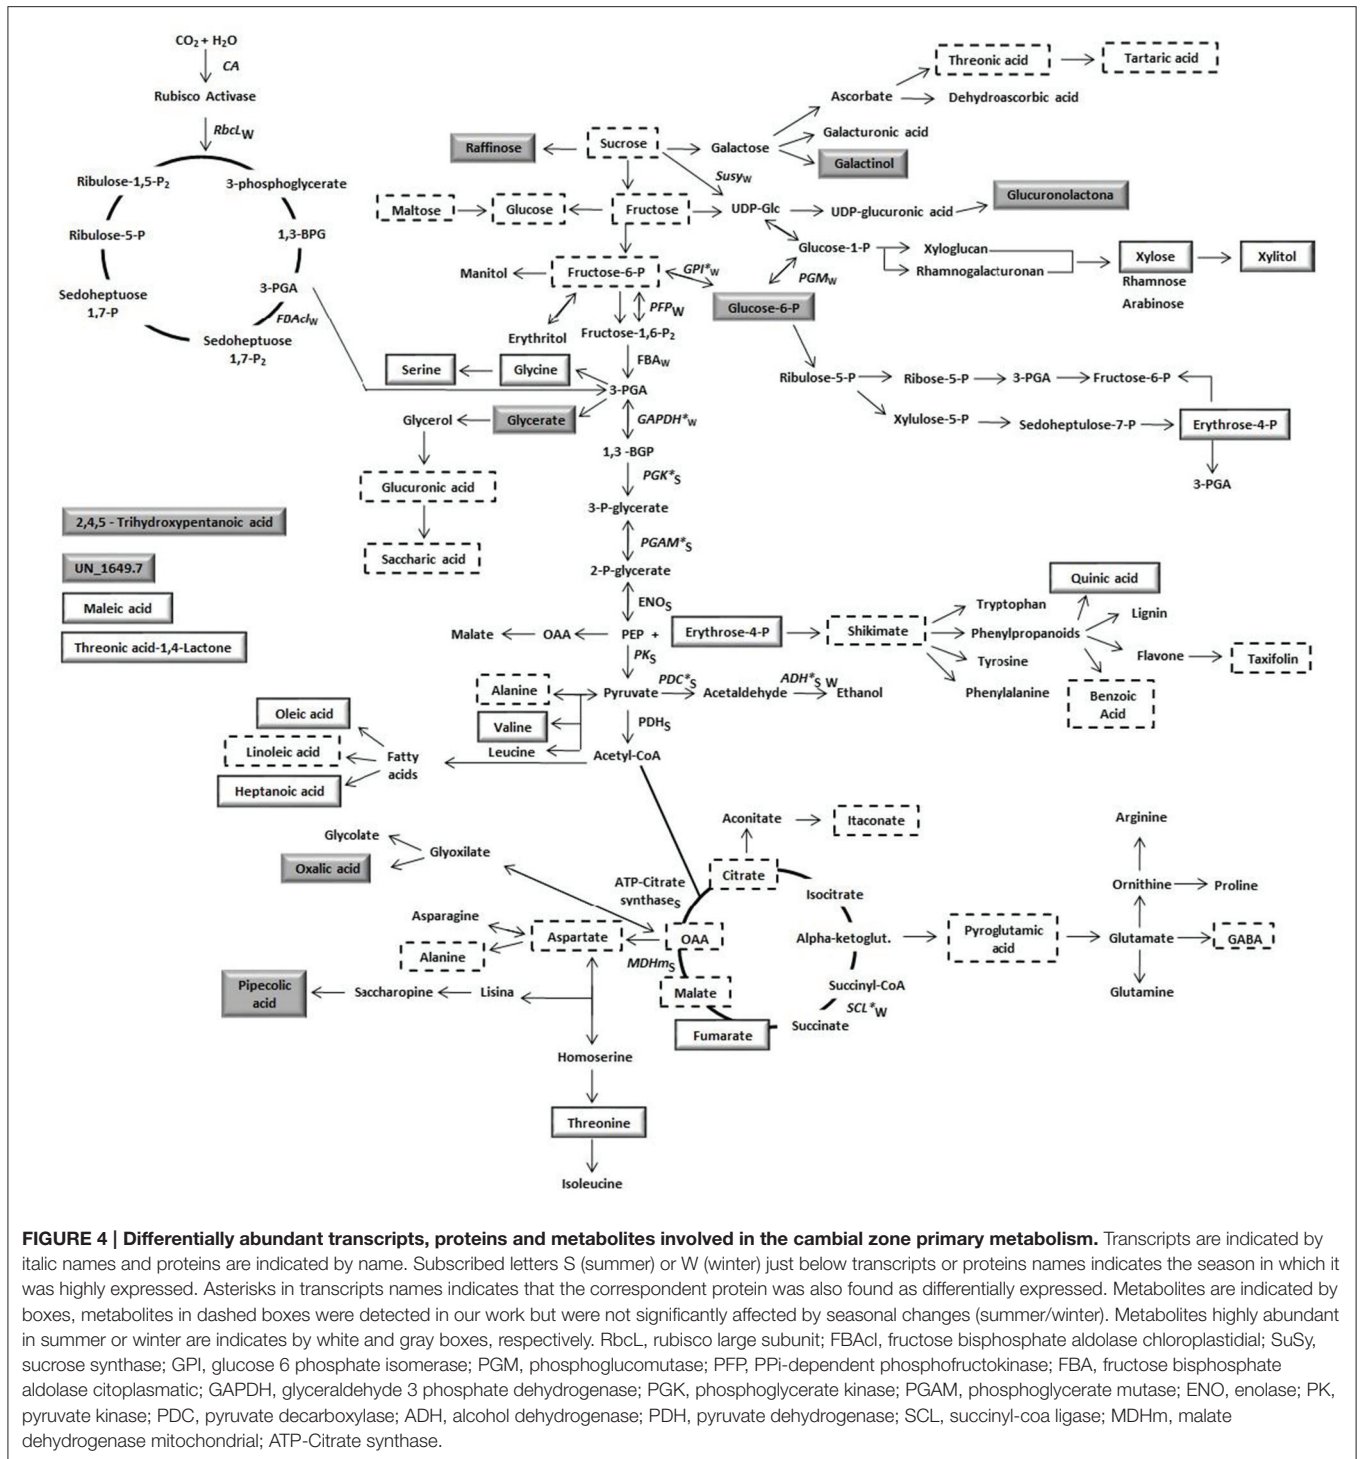 CO2 + H2O
CA
Rubisco Activase
RbcLW
Ribulose-1,5-P2
3-phosphoglycerate
Ribulose-5-P
1,3-BPG
3-PGA
Sedoheptuose
1,7-P
FDAclW
Sedoheptuose
1,7-P2
Threonic acid
Tartaric acid
Ascorbate
Dehydroascorbic acid
Raffinose
Sucrose
Galactose
Galacturonic acid
Galactinol
SusyW
Maltose
Glucose
Fructose
UDP-Glc
UDP-glucuronic acid
Glucuronolactona
Manitol
Fructose-6-P
GPI*W
Glucose-1-P
PGMW
Xyloglucan
Rhamnogalacturonan
Xylose
Xylitol
Rhamnose
Arabinose
Glucose-6-P
Erythritol
PFPW
Fructose-1,6-P2
FBAW
Serine
Glycine
3-PGA
Ribulose-5-P
Ribose-5-P
3-PGA
Fructose-6-P
Xylulose-5-P
Sedoheptulose-7-P
Erythrose-4-P
3-PGA
Glycerol
Glycerate
GAPDH*W
1,3 -BGP
Glucuronic acid
PGK*S
3-P-glycerate
Saccharic acid
PGAM*S
2-P-glycerate
ENOS
2,4,5 - Trihydroxypentanoic acid
UN_1649.7
Maleic acid
Threonic acid-1,4-Lactone
Malate
OAA
PEP +
Erythrose-4-P
Shikimate
Tryptophan
Phenylpropanoids
Tyrosine
Phenylalanine
Quinic acid
Lignin
Flavone
Taxifolin
Benzoic
Acid
PKS
Alanine
Pyruvate
PDC*S
Acetaldehyde
ADH*S W
Ethanol
Valine
Leucine
PDHS
Acetyl-CoA
Oleic acid
Linoleic acid
Heptanoic acid
Fatty
acids
Glycolate
Glyoxilate
Oxalic acid
Aconitate
Itaconate
ATP-Citrate
synthaseS
Citrate
Isocitrate
Alpha-ketoglut.
Succinyl-CoA
SCL*W
Succinate
Fumarate
Malate
MDHmS
OAA
Asparagine
Aspartate
Alanine
Pipecolic
acid
Saccharopine
Lisina
Homoserine
Threonine
Isoleucine
Pyroglutamic
acid
Arginine
Ornithine
Proline
Glutamate
GABA
Glutamine
FIGURE 4 | Differentially abundant transcripts, proteins and metabolites involved in the cambial zone primary metabolism. Transcripts are indicated by
italic names and proteins are indicated by name. Subscribed letters S (summer) or W (winter) just below transcripts or proteins names indicates the season in which it
was highly expressed. Asterisks in transcripts names indicates that the correspondent protein was also found as differentially expressed. Metabolites are indicated by
boxes, metabolites in dashed boxes were detected in our work but were not significantly affected by seasonal changes (summer/winter). Metabolites highly abundant
in summer or winter are indicates by white and gray boxes, respectively. RbcL, rubisco large subunit; FBAcl, fructose bisphosphate aldolase chloroplastidial; SuSy,
sucrose synthase; GPI, glucose 6 phosphate isomerase; PGM, phosphoglucomutase; PFP, PPi-dependent phosphofructokinase; FBA, fructose bisphosphate
aldolase citoplasmatic; GAPDH, glyceraldehyde 3 phosphate dehydrogenase; PGK, phosphoglycerate kinase; PGAM, phosphoglycerate mutase; ENO, enolase; PK,
pyruvate kinase; PDC, pyruvate decarboxylase; ADH, alcohol dehydrogenase; PDH, pyruvate dehydrogenase; SCL, succinyl-coa ligase; MDHm, malate
dehydrogenase mitochondrial; ATP-Citrate synthase.